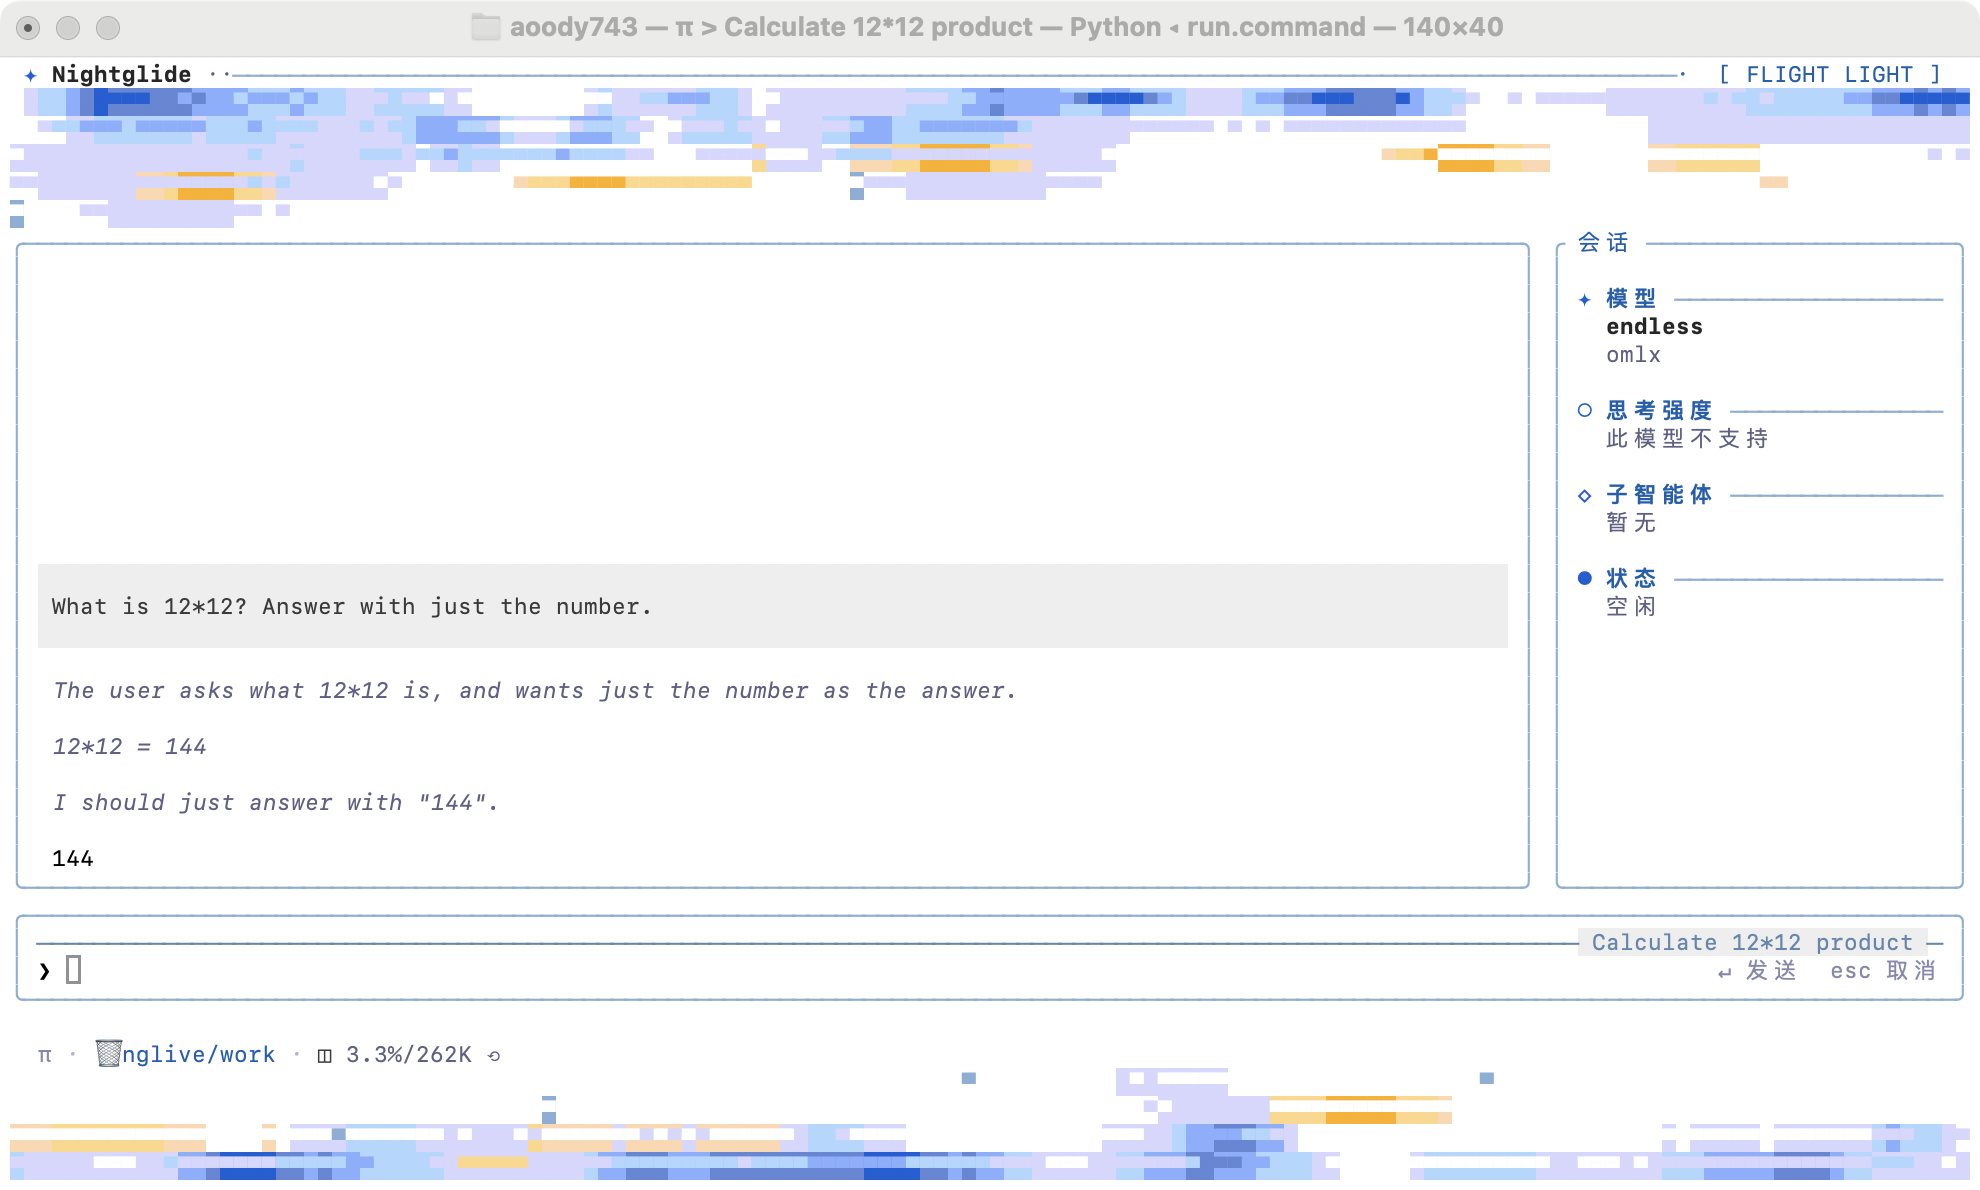 aoody743 — π > Calculate 12*12 product — Python ◂ run.command — 140×40
✦ Nightglide ·· · [ FLIGHT LIGHT ]
会话
✦ 模型
endless
omlx
○ 思考强度
此模型不支持
◇ 子智能体
暂无
● 状态
空闲
What is 12*12? Answer with just the number.
The user asks what 12*12 is, and wants just the number as the answer.
12*12 = 144
I should just answer with "144".
144
Calculate 12*12 product
❯
↵ 发送 esc 取消
π · nglive/work · ◫ 3.3%/262K ⟲